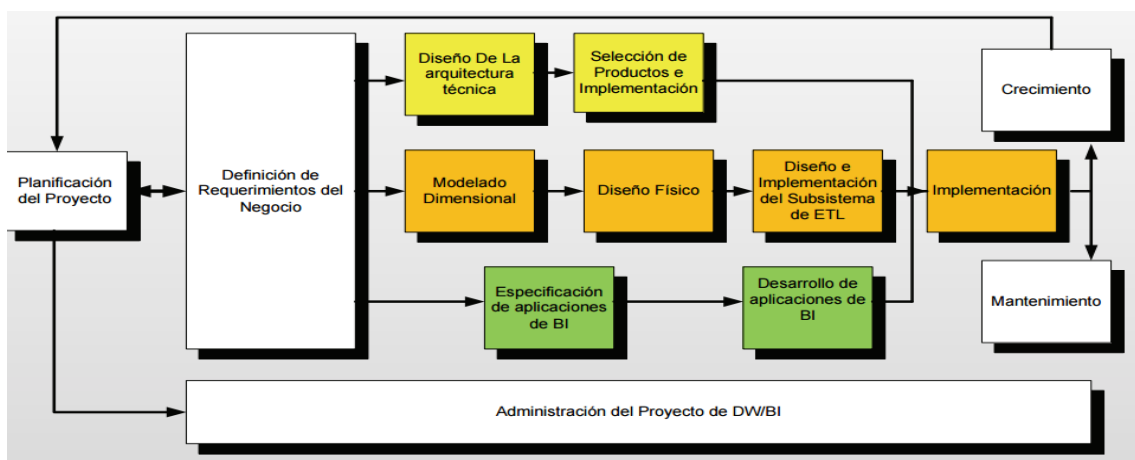 Planificación
del Proyecto
Definición de
Requerimientos del
Negocio
Diseño De La
arquitectura
técnica
Selección de
Productos e
Implementación
Modelado
Dimensional
Diseño Físico
Diseño e
Implementación
del Subsistema
de ETL
Especificación
de aplicaciones
de BI
Desarrollo de
aplicaciones de
BI
Implementación
Crecimiento
Mantenimiento
Administración del Proyecto de DW/BI